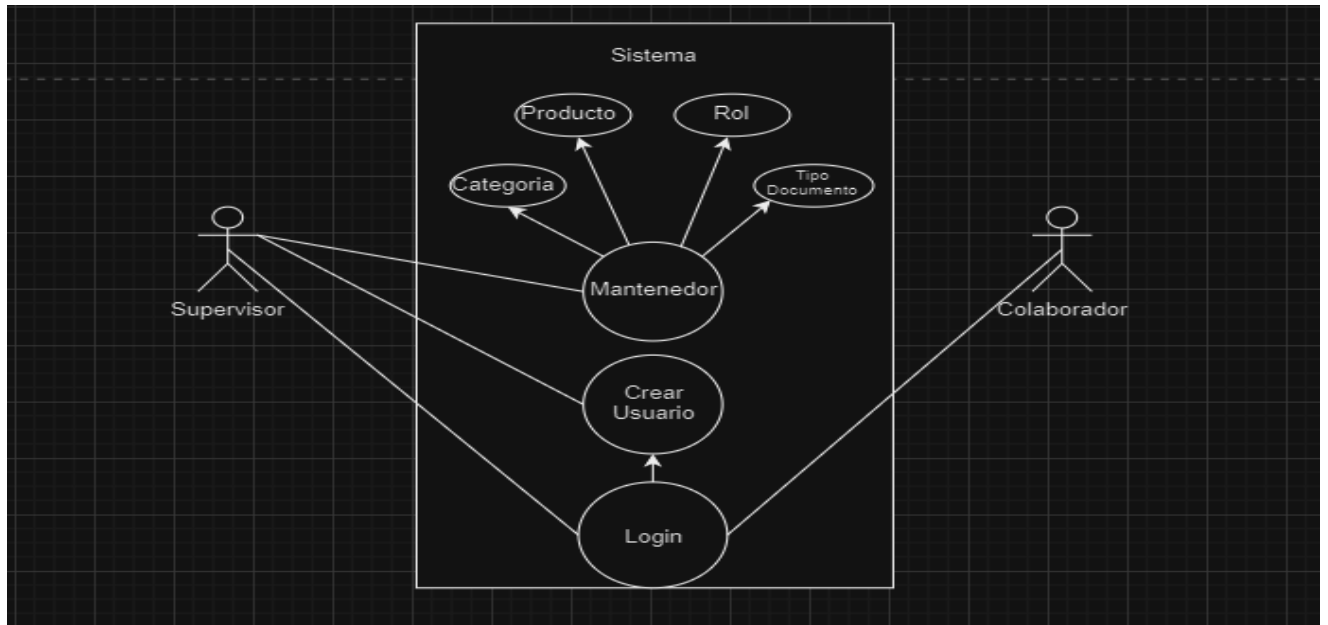 Sistema
Producto
Rol
Categoria
Tipo
Documento
Mantenedor
Supervisor
Colaborador
Crear
Usuario
Login